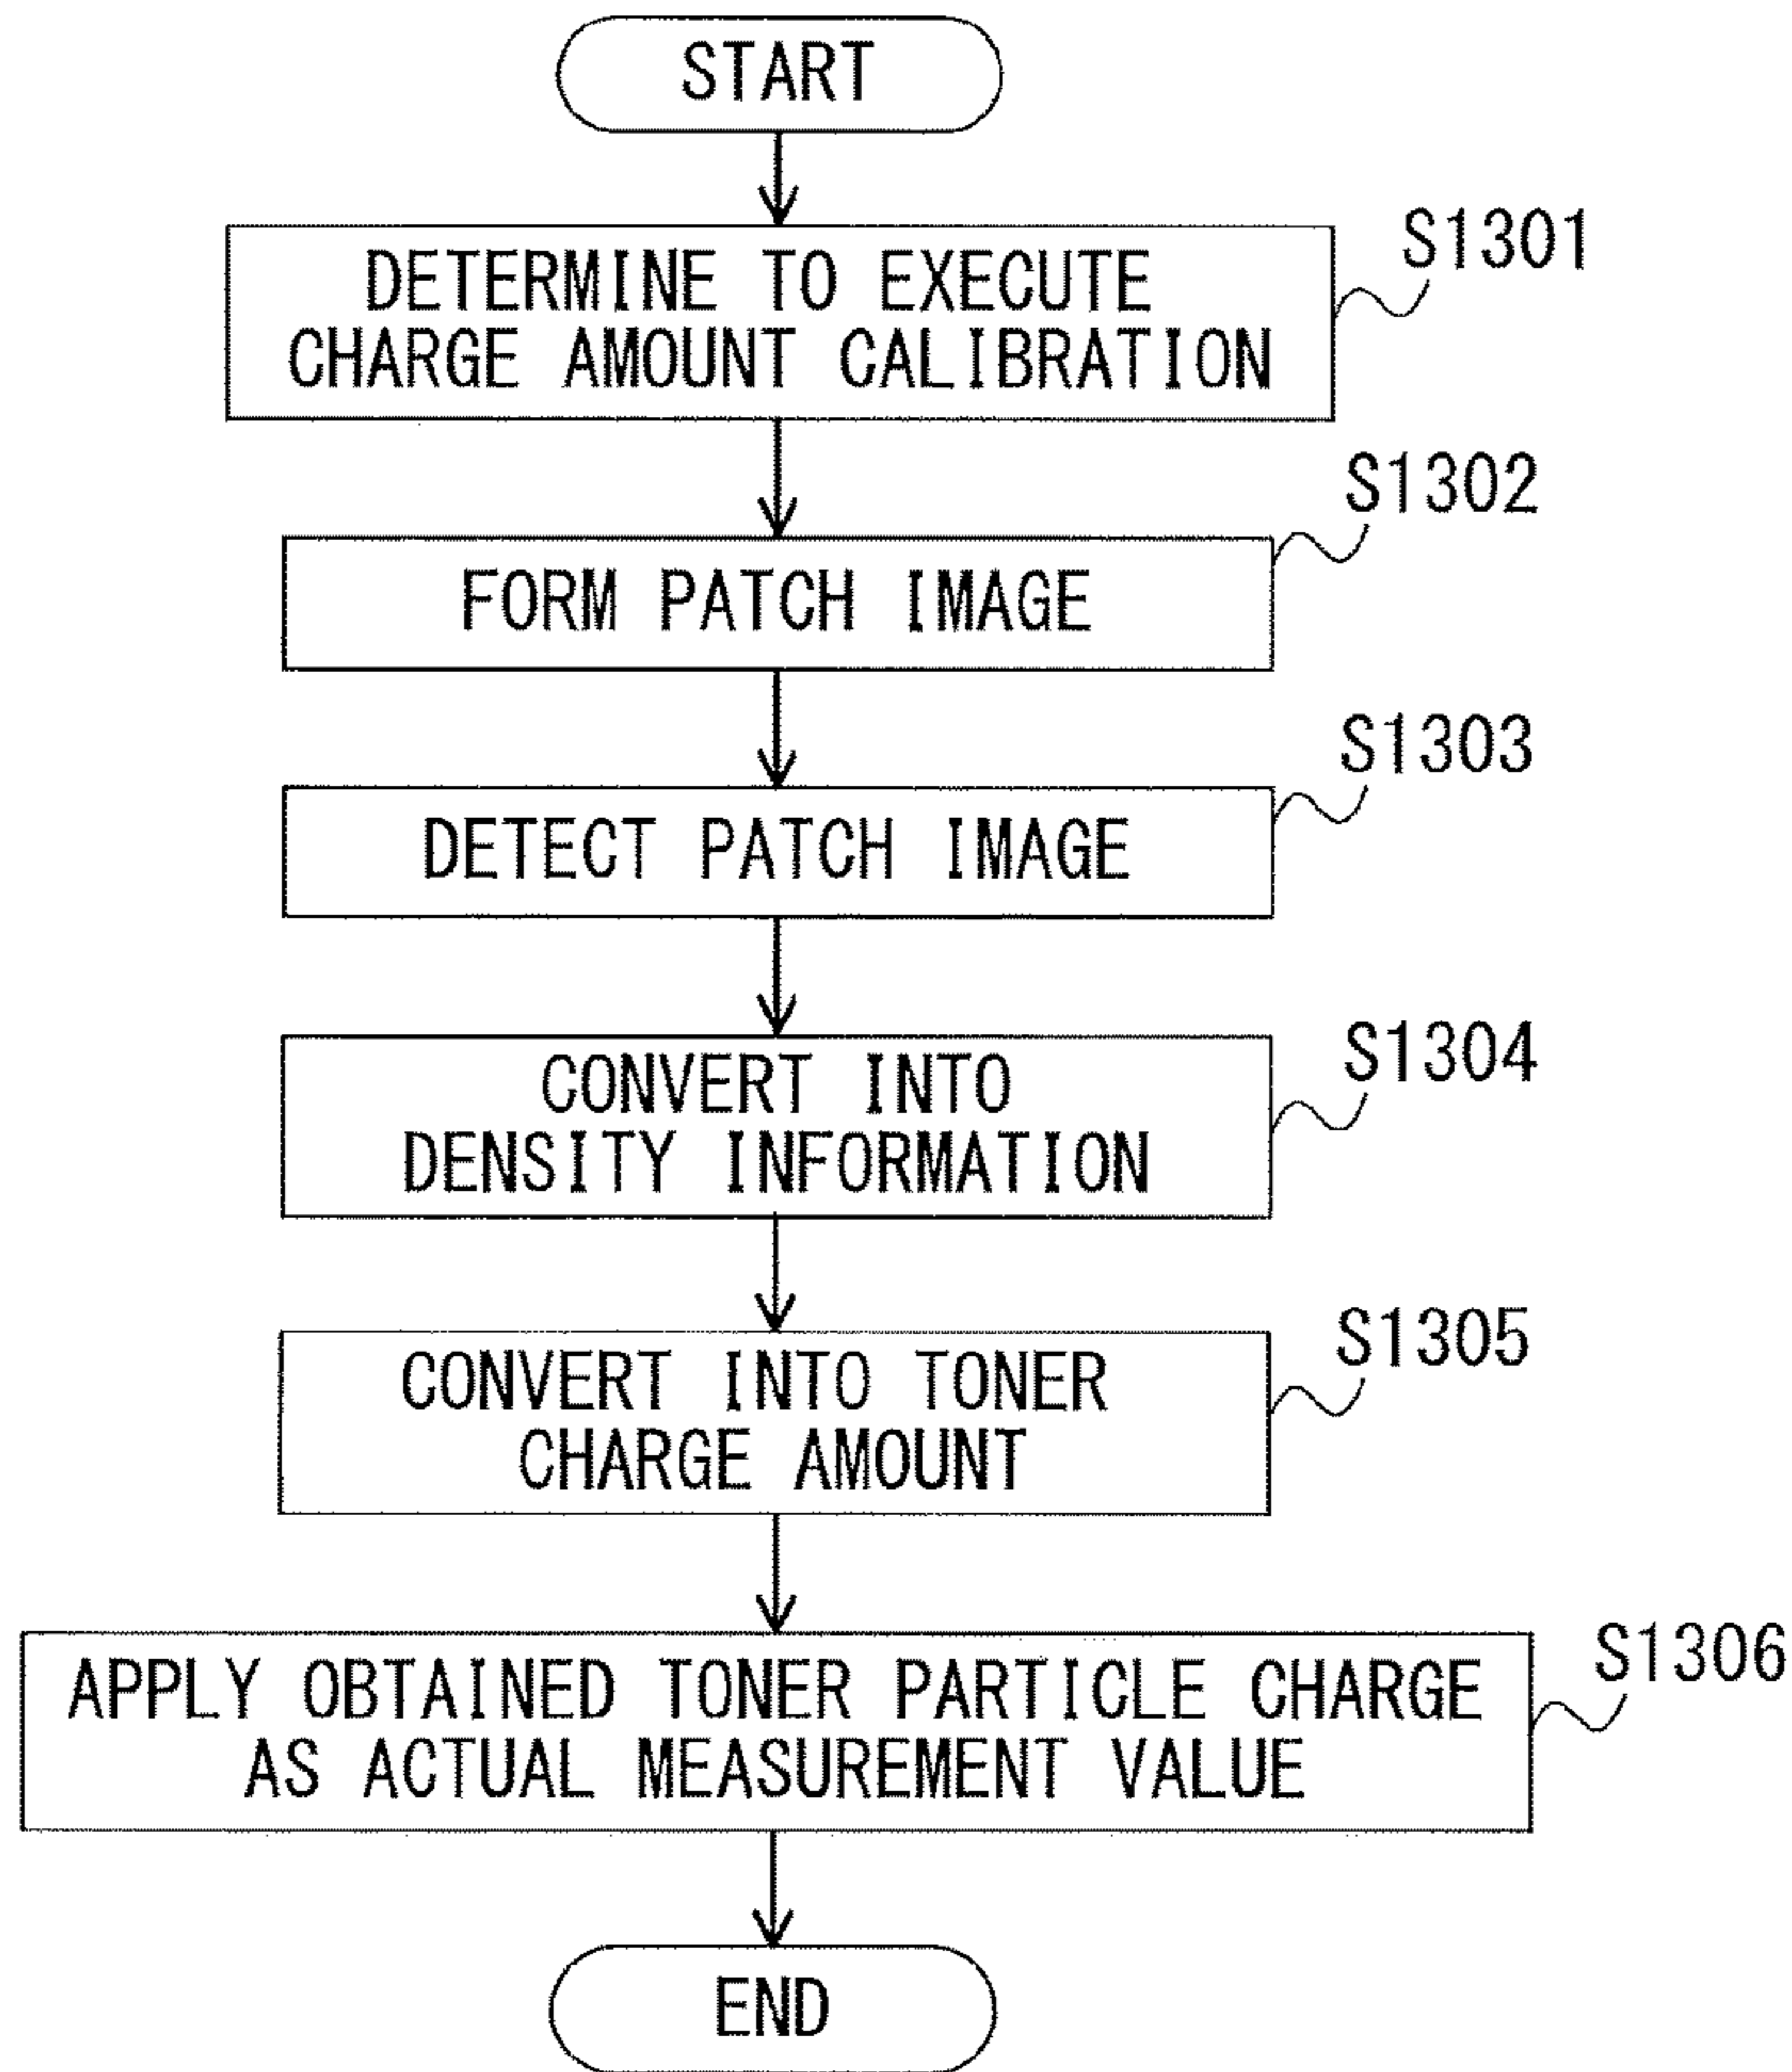 START
DETERMINE TO EXECUTE
CHARGE AMOUNT CALIBRATION
S1301
FORM PATCH IMAGE
S1302
DETECT PATCH IMAGE
S1303
CONVERT INTO
DENSITY INFORMATION
S1304
CONVERT INTO TONER
CHARGE AMOUNT
S1305
APPLY OBTAINED TONER PARTICLE CHARGE
AS ACTUAL MEASUREMENT VALUE
S1306
END